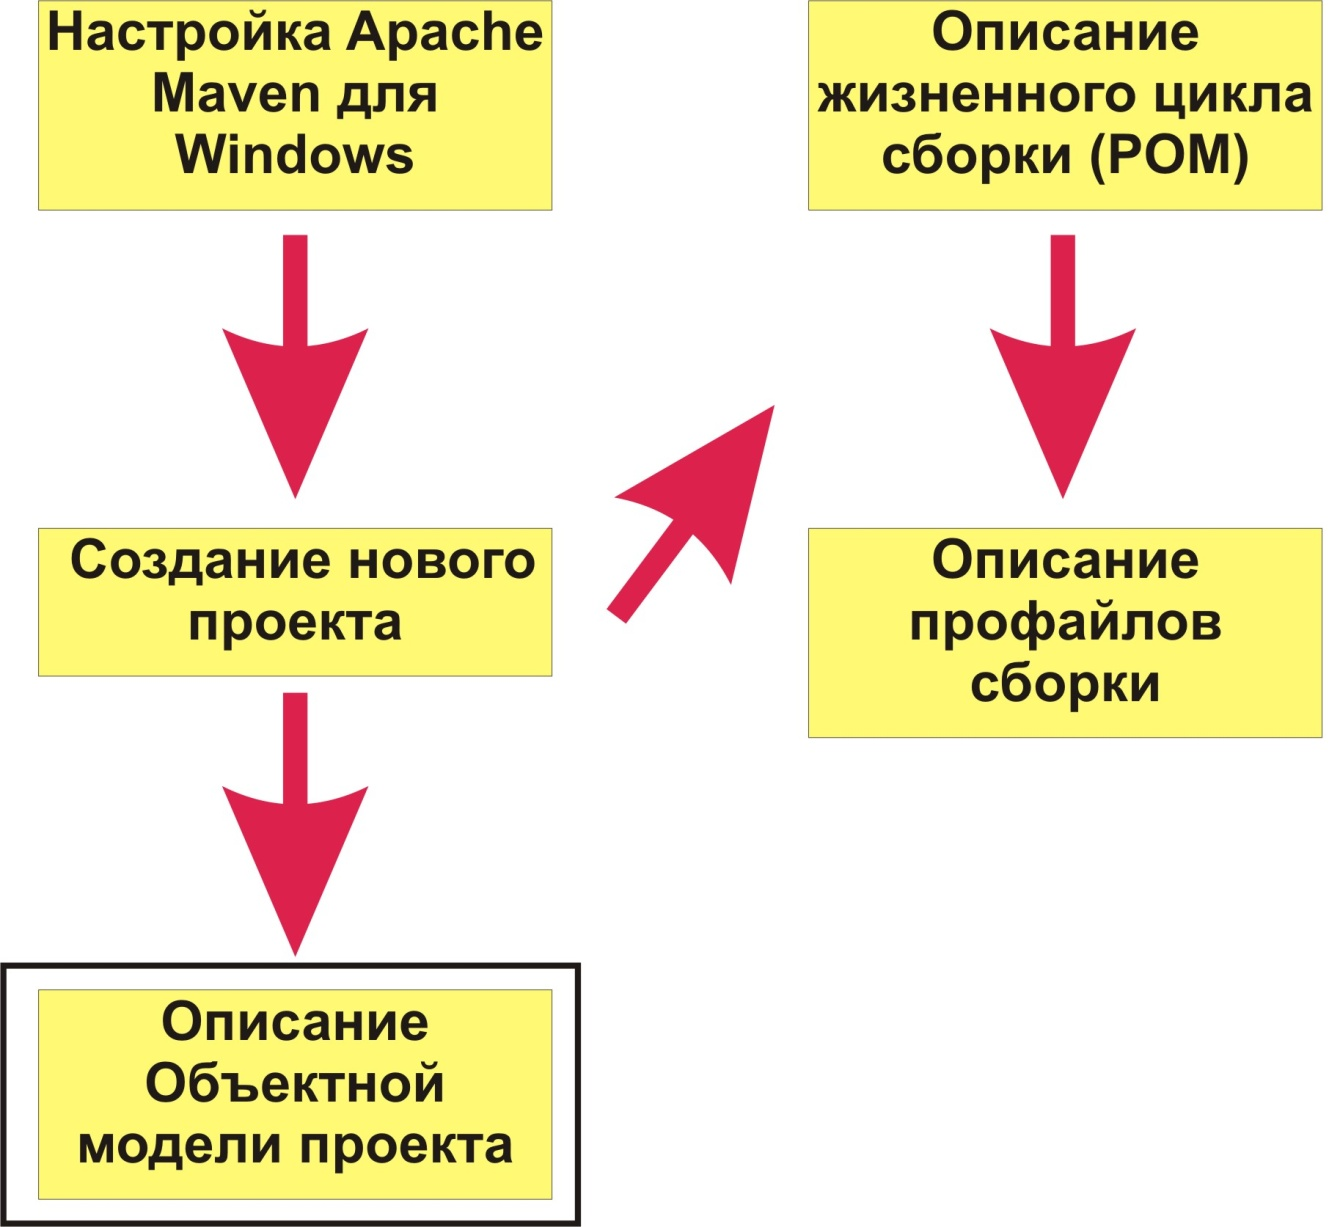 Настройка Apache
Maven для
Windows
Создание нового
проекта
Описание
Объектной
модели проекта
Описание
жизненного цикла
сборки (POM)
Описание
профайлов
сборки